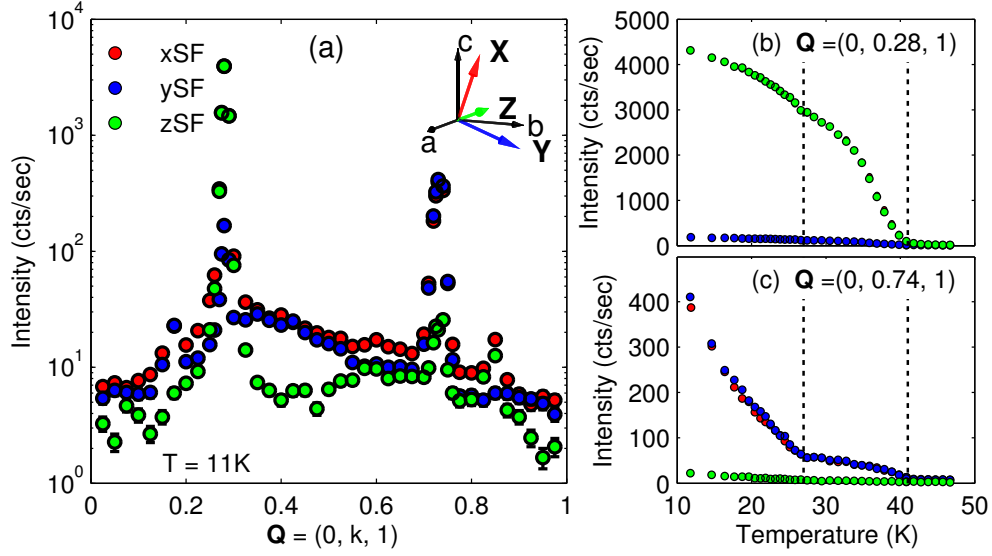 (a)
xSF
ySF
zSF
c
X
Z
a
b
Y
T = 11K
10^4
10^3
10^2
10^1
10^0
Intensity (cts/sec)
0
0.2
0.4
0.6
0.8
1
Q = (0, k, 1)
(b) Q =(0, 0.28, 1)
5000
4000
3000
2000
1000
0
Intensity (cts/sec)
(c) Q =(0, 0.74, 1)
400
300
200
100
0
Intensity (cts/sec)
10
20
30
40
50
Temperature (K)